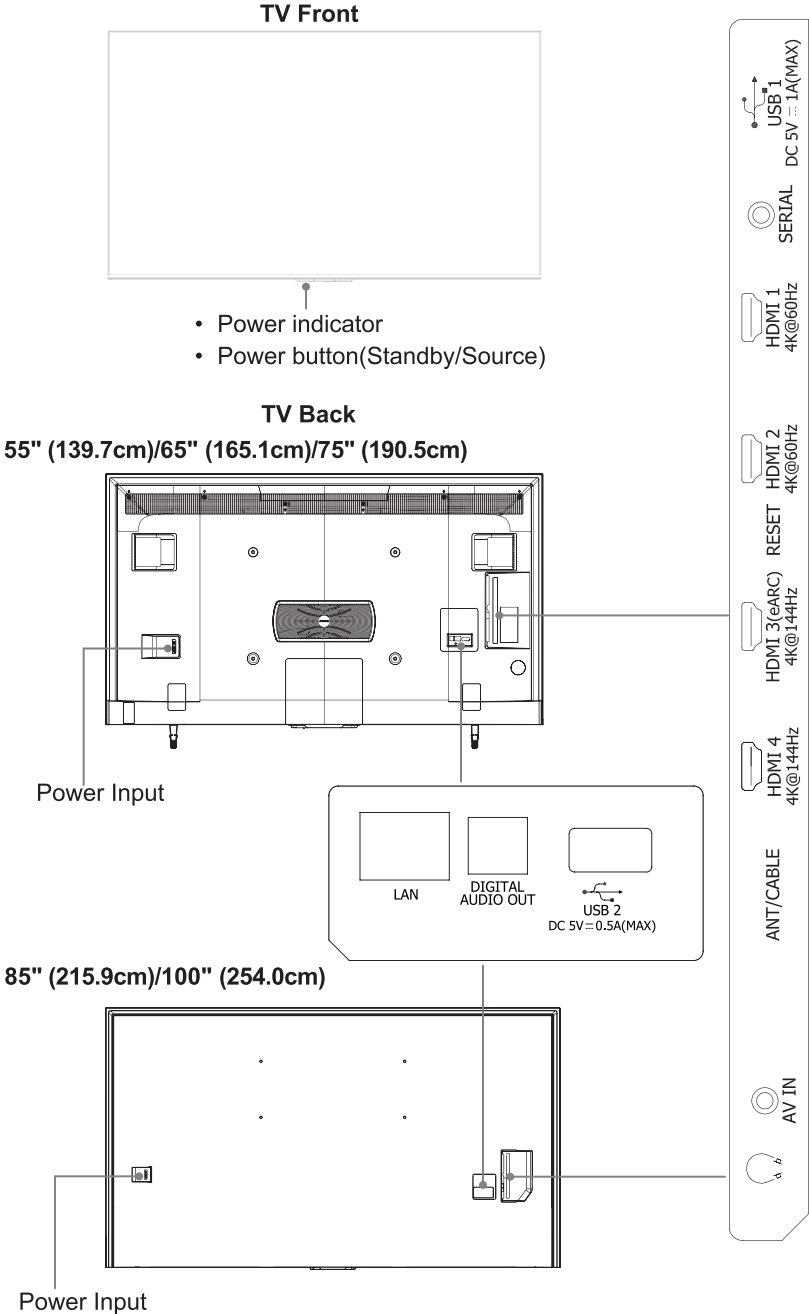 TV Front
• Power indicator
• Power button(Standby/Source)
TV Back
55" (139.7cm)/65" (165.1cm)/75" (190.5cm)
Power Input
LAN
DIGITAL
AUDIO OUT
USB 2
DC 5V⎓0.5A(MAX)
85" (215.9cm)/100" (254.0cm)
Power Input
USB 1
DC 5V ⎓ 1A(MAX)
SERIAL
HDMI 1
4K@60Hz
HDMI 2
4K@60Hz
RESET
HDMI 3(eARC)
4K@144Hz
HDMI 4
4K@144Hz
ANT/CABLE
AV IN